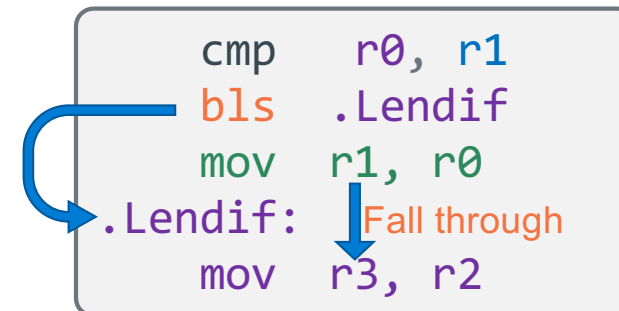 cmp r0, r1
bls .Lendif
mov r1, r0
.Lendif: Fall through
mov r3, r2